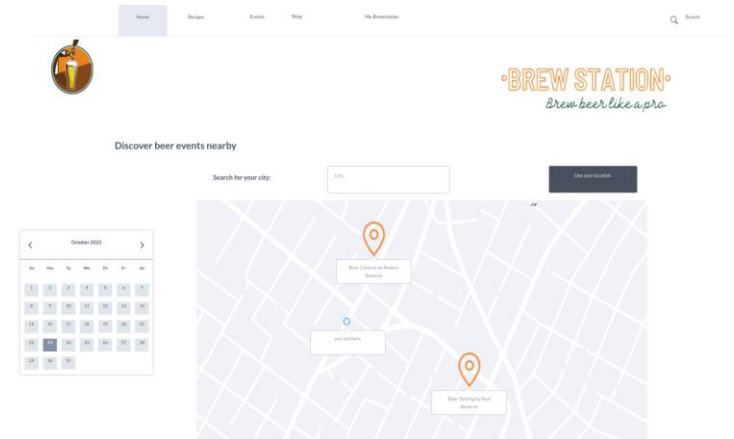 Home Recipes Events Shop My Brewstation Search
·BREW STATION·
Brew beer like a pro
Discover beer events nearby
Search for your city:
City
Use your location
October 2022
Su Mo Tu We Th Fr Sa
1 2 3 4 5 6 7
8 9 10 11 12 13 14
15 16 17 18 19 20 21
22 23 24 25 26 27 28
29 30 31
Beer Contest by Robert
Reserve
you are here
Beer Tasting by Paul
Reserve